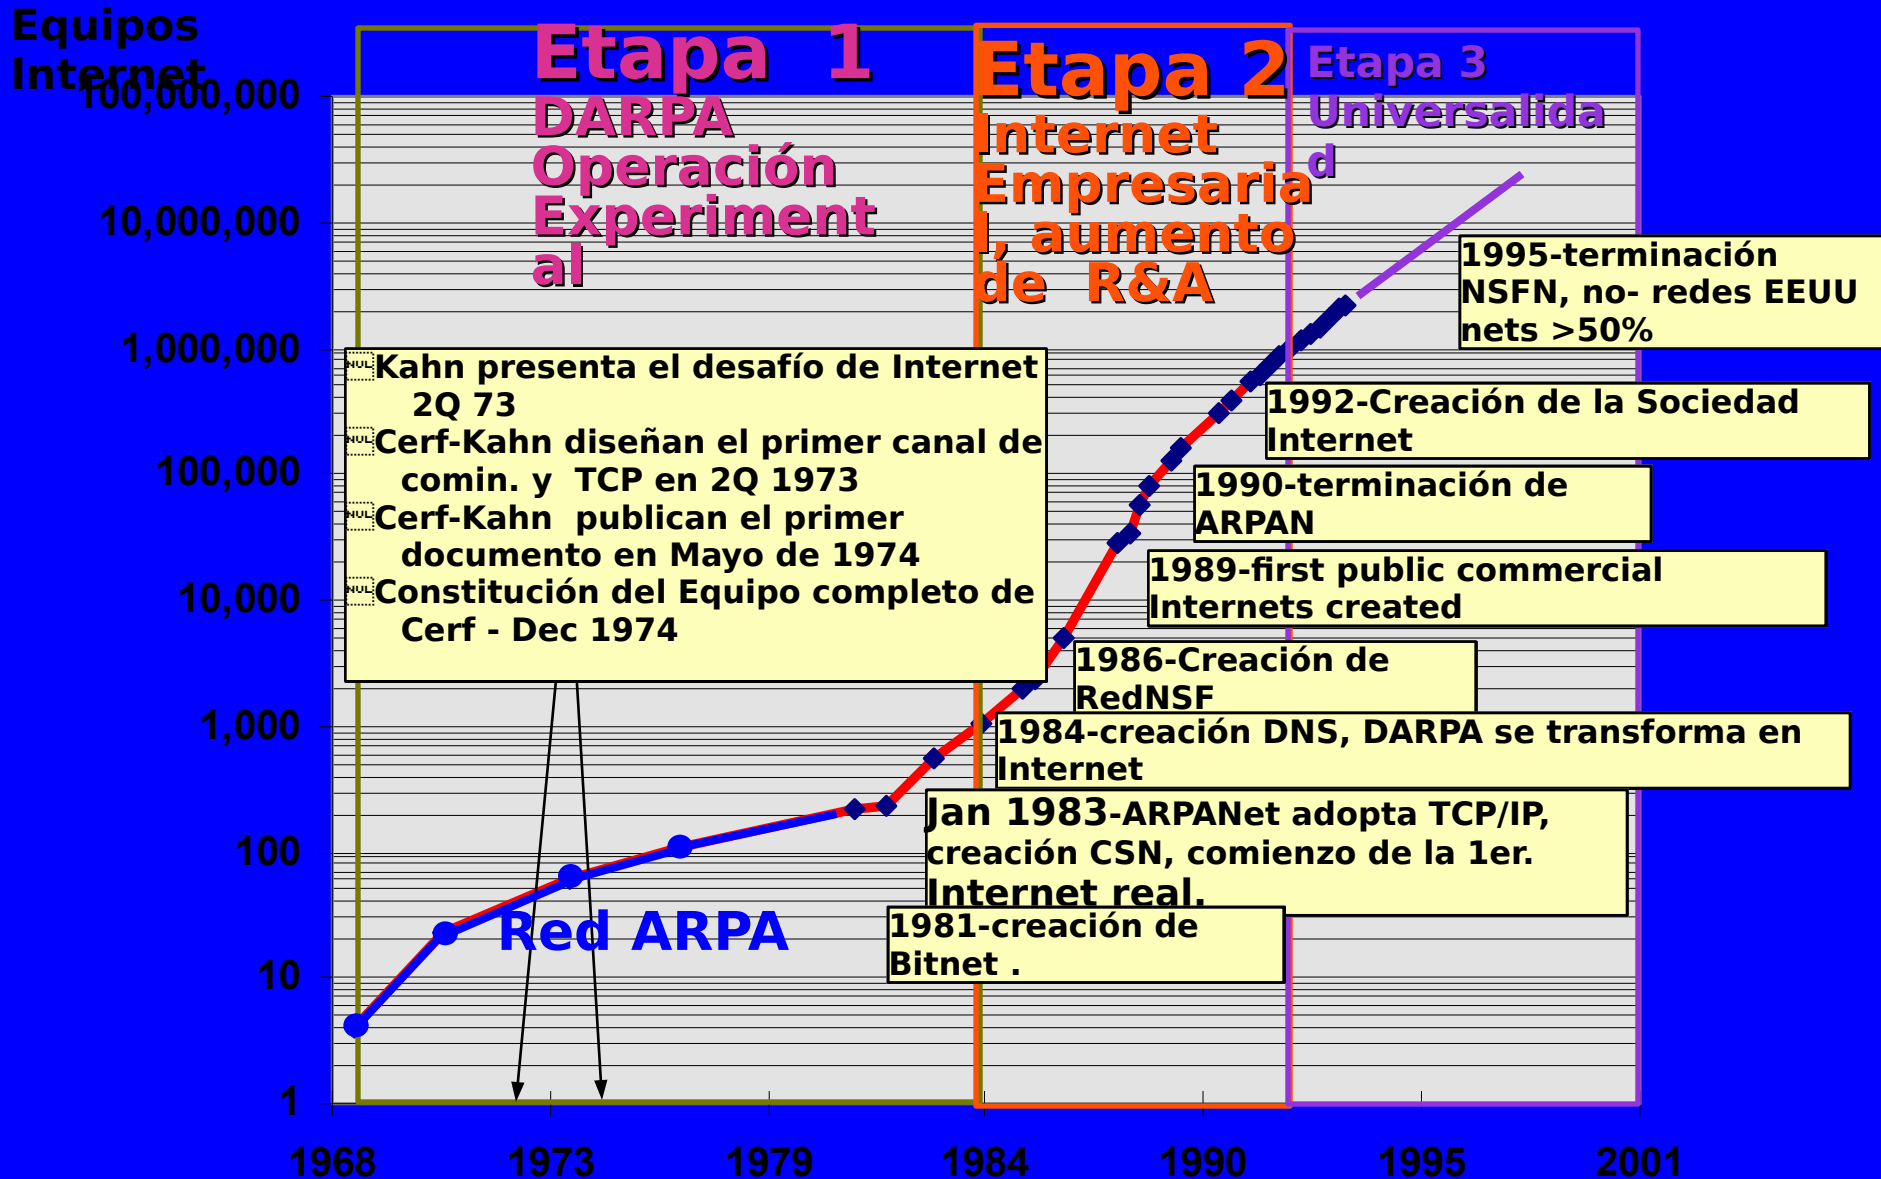 Equipos
Internet
Etapa  1
DARPA
Operación
Experiment
al
Etapa 2
Internet
Empresaria
l, aumento
de  R&A
Etapa 3
Universalida
d
100,000,000
10,000,000
1,000,000
100,000
10,000
1,000
100
10
1
Kahn presenta el desafío de Internet
2Q 73
Cerf-Kahn diseñan el primer canal de
comin. y  TCP en 2Q 1973
Cerf-Kahn  publican el primer
documento en Mayo de 1974
Constitución del Equipo completo de
Cerf - Dec 1974
1995-terminación
NSFN, no- redes EEUU
nets >50%
1992-Creación de la Sociedad
Internet
1990-terminación de
ARPAN
1989-first public commercial
Internets created
1986-Creación de
RedNSF
1984-creación DNS, DARPA se transforma en
Internet
Jan 1983-ARPANet adopta TCP/IP,
creación CSN, comienzo de la 1er.
Internet real.
1981-creación de
Bitnet .
Red ARPA
1968 1973 1979 1984 1990 1995 2001